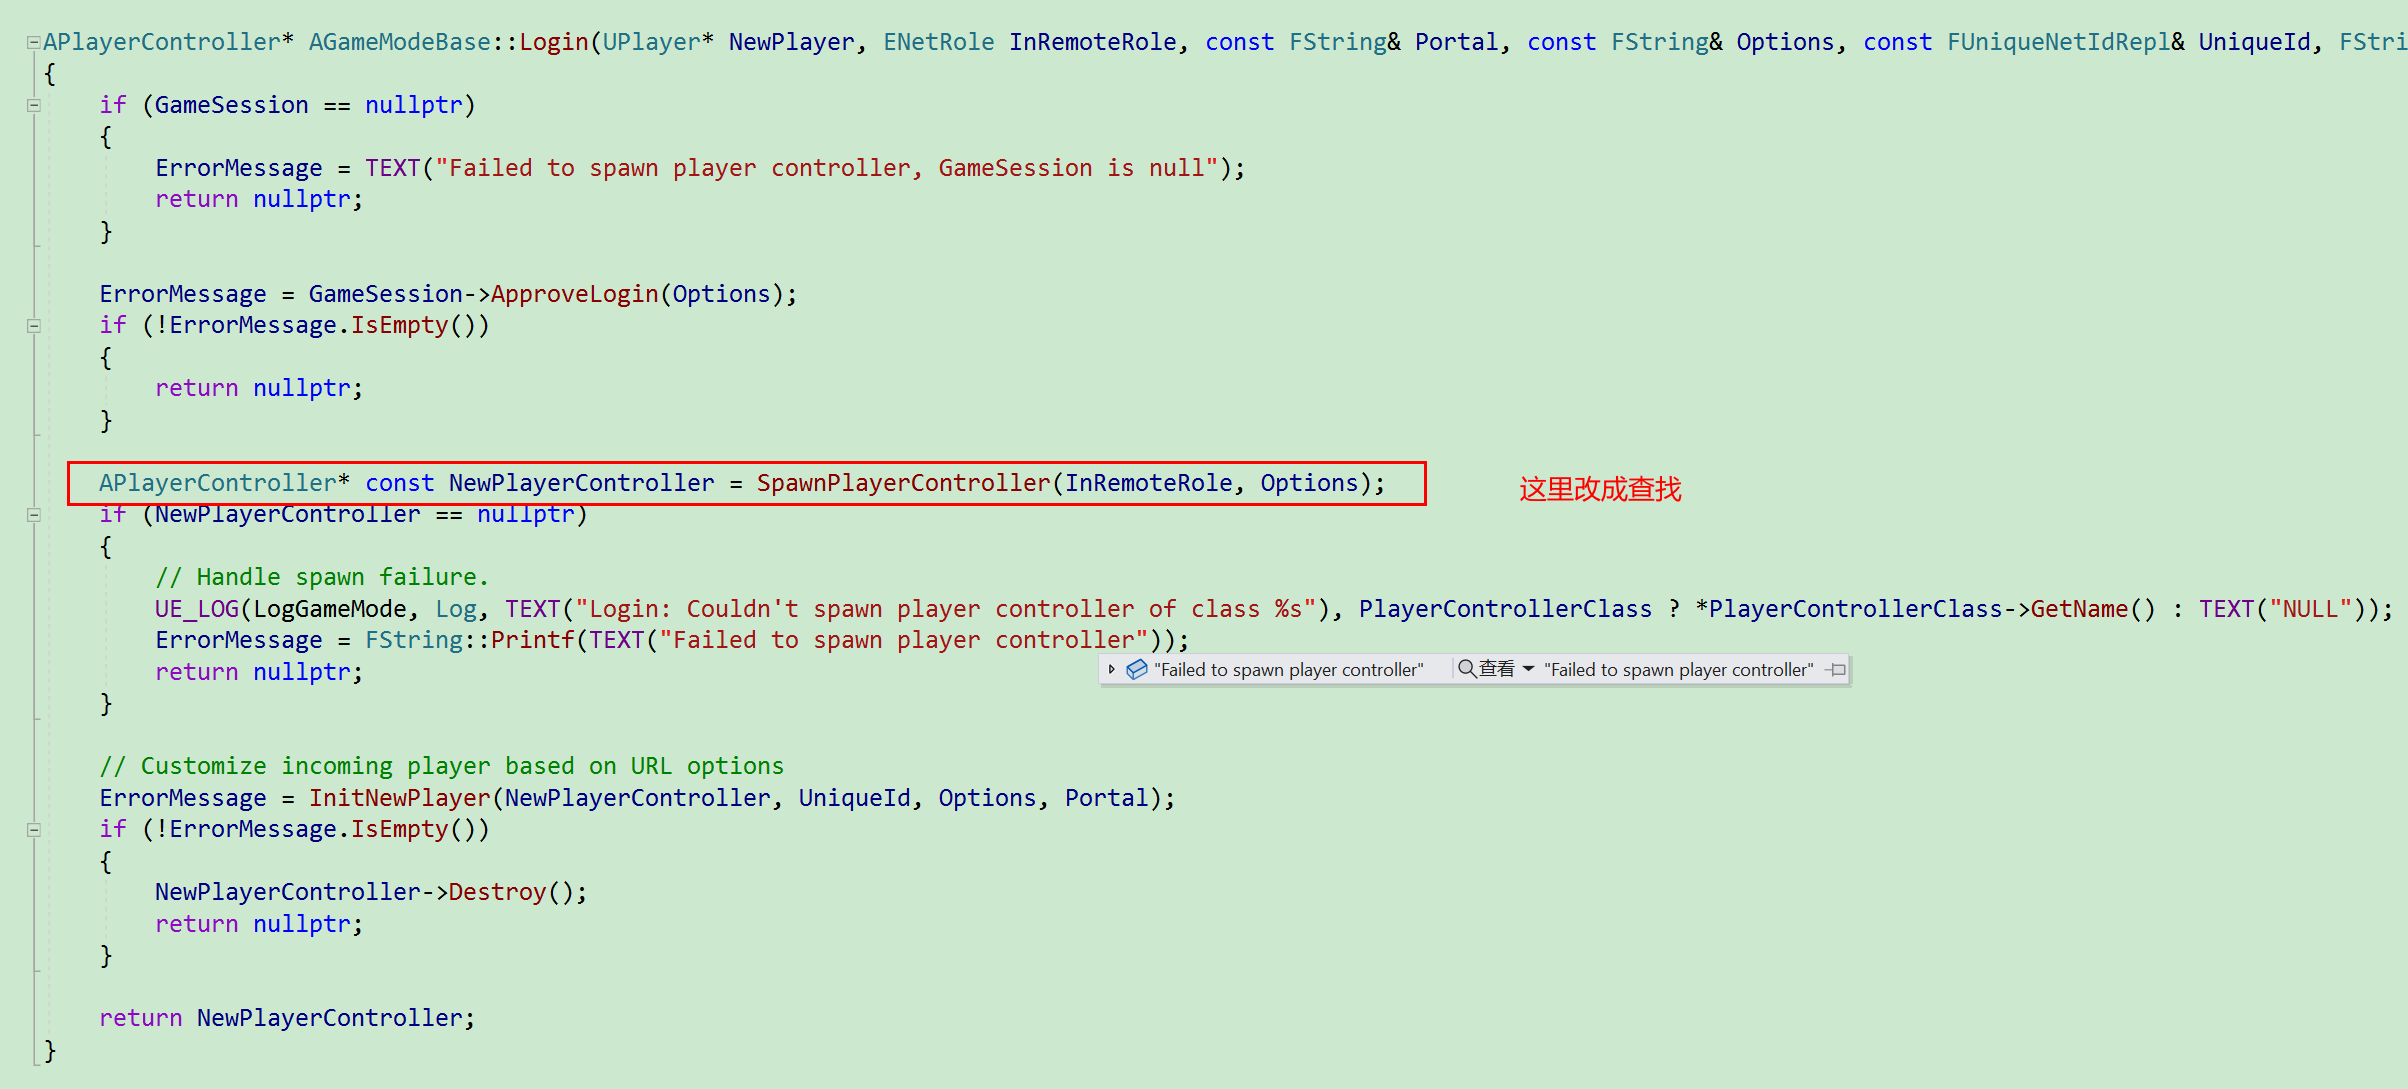 APlayerController* AGameModeBase::Login(UPlayer* NewPlayer, ENetRole InRemoteRole, const FString& Portal, const FString& Options, const FUniqueNetIdRepl& UniqueId, FStri
{
if (GameSession == nullptr)
{
ErrorMessage = TEXT("Failed to spawn player controller, GameSession is null");
return nullptr;
}
ErrorMessage = GameSession->ApproveLogin(Options);
if (!ErrorMessage.IsEmpty())
{
return nullptr;
}
APlayerController* const NewPlayerController = SpawnPlayerController(InRemoteRole, Options); 这里改成查找
if (NewPlayerController == nullptr)
{
// Handle spawn failure.
UE_LOG(LogGameMode, Log, TEXT("Login: Couldn't spawn player controller of class %s"), PlayerControllerClass ? *PlayerControllerClass->GetName() : TEXT("NULL"));
ErrorMessage = FString::Printf(TEXT("Failed to spawn player controller"));
return nullptr; "Failed to spawn player controller" 查看 "Failed to spawn player controller"
}
// Customize incoming player based on URL options
ErrorMessage = InitNewPlayer(NewPlayerController, UniqueId, Options, Portal);
if (!ErrorMessage.IsEmpty())
{
NewPlayerController->Destroy();
return nullptr;
}
return NewPlayerController;
}